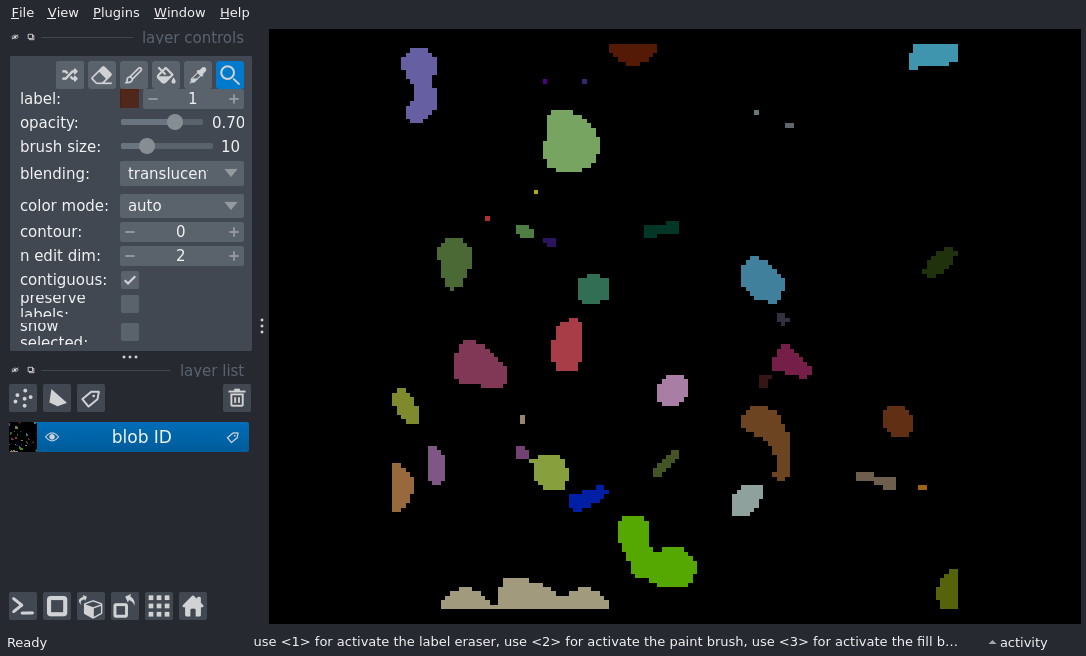 File View Plugins Window Help
layer controls
label: 1
opacity: 0.70
brush size: 10
blending: translucen
color mode: auto
contour: 0
n edit dim: 2
contiguous:
preserve
labels:
show
selected:
layer list
blob ID
Ready
use <1> for activate the label eraser, use <2> for activate the paint brush, use <3> for activate the fill b...
activity